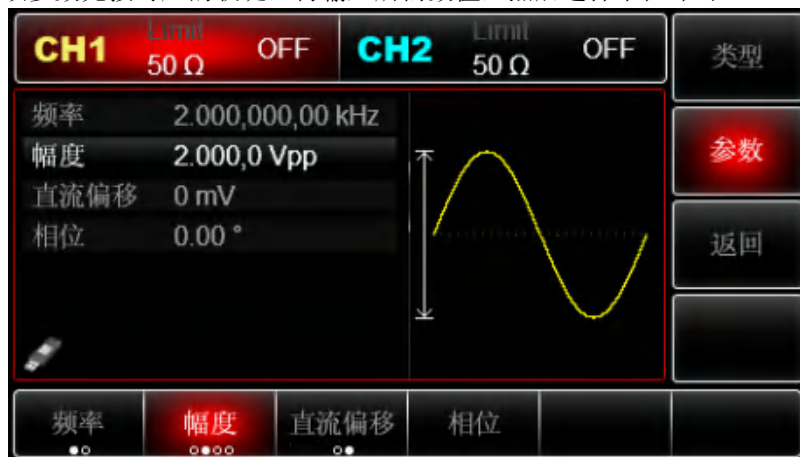 CH1 Limit 50 Ω OFF
CH2 Limit 50 Ω OFF
类型
频率 2.000,000,00 kHz
幅度 2.000,0 Vpp
直流偏移 0 mV
相位 0.00 °
参数
返回
频率 幅度 直流偏移 相位